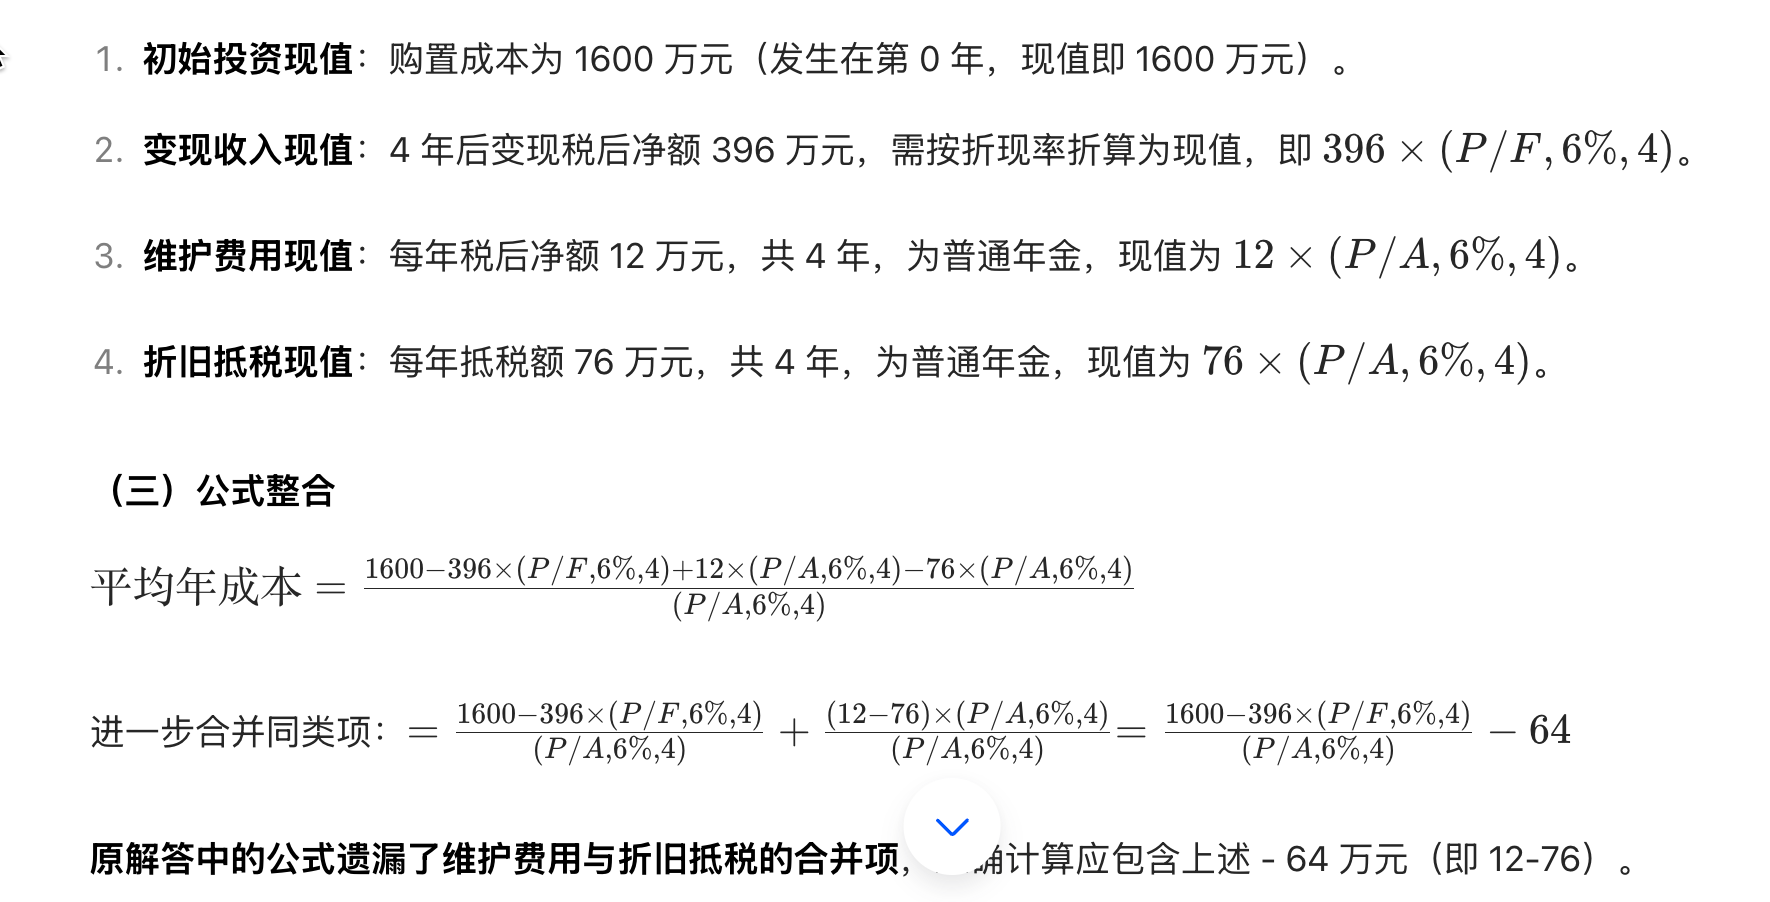 1. 初始投资现值：购置成本为 1600 万元（发生在第 0 年，现值即 1600 万元）。
2. 变现收入现值：4 年后变现税后净额 396 万元，需按折现率折算为现值，即 396 × (P/F, 6%, 4)。
3. 维护费用现值：每年税后净额 12 万元，共 4 年，为普通年金，现值为 12 × (P/A, 6%, 4)。
4. 折旧抵税现值：每年抵税额 76 万元，共 4 年，为普通年金，现值为 76 × (P/A, 6%, 4)。
（三）公式整合
平均年成本 = \frac{1600−396×(P/F,6%,4)+12×(P/A,6%,4)−76×(P/A,6%,4)}{(P/A,6%,4)}
进一步合并同类项：= \frac{1600−396×(P/F,6%,4)}{(P/A,6%,4)} + \frac{(12−76)×(P/A,6%,4)}{(P/A,6%,4)} = \frac{1600−396×(P/F,6%,4)}{(P/A,6%,4)} − 64
原解答中的公式遗漏了维护费用与折旧抵税的合并项，确计算应包含上述 - 64 万元（即 12-76）。